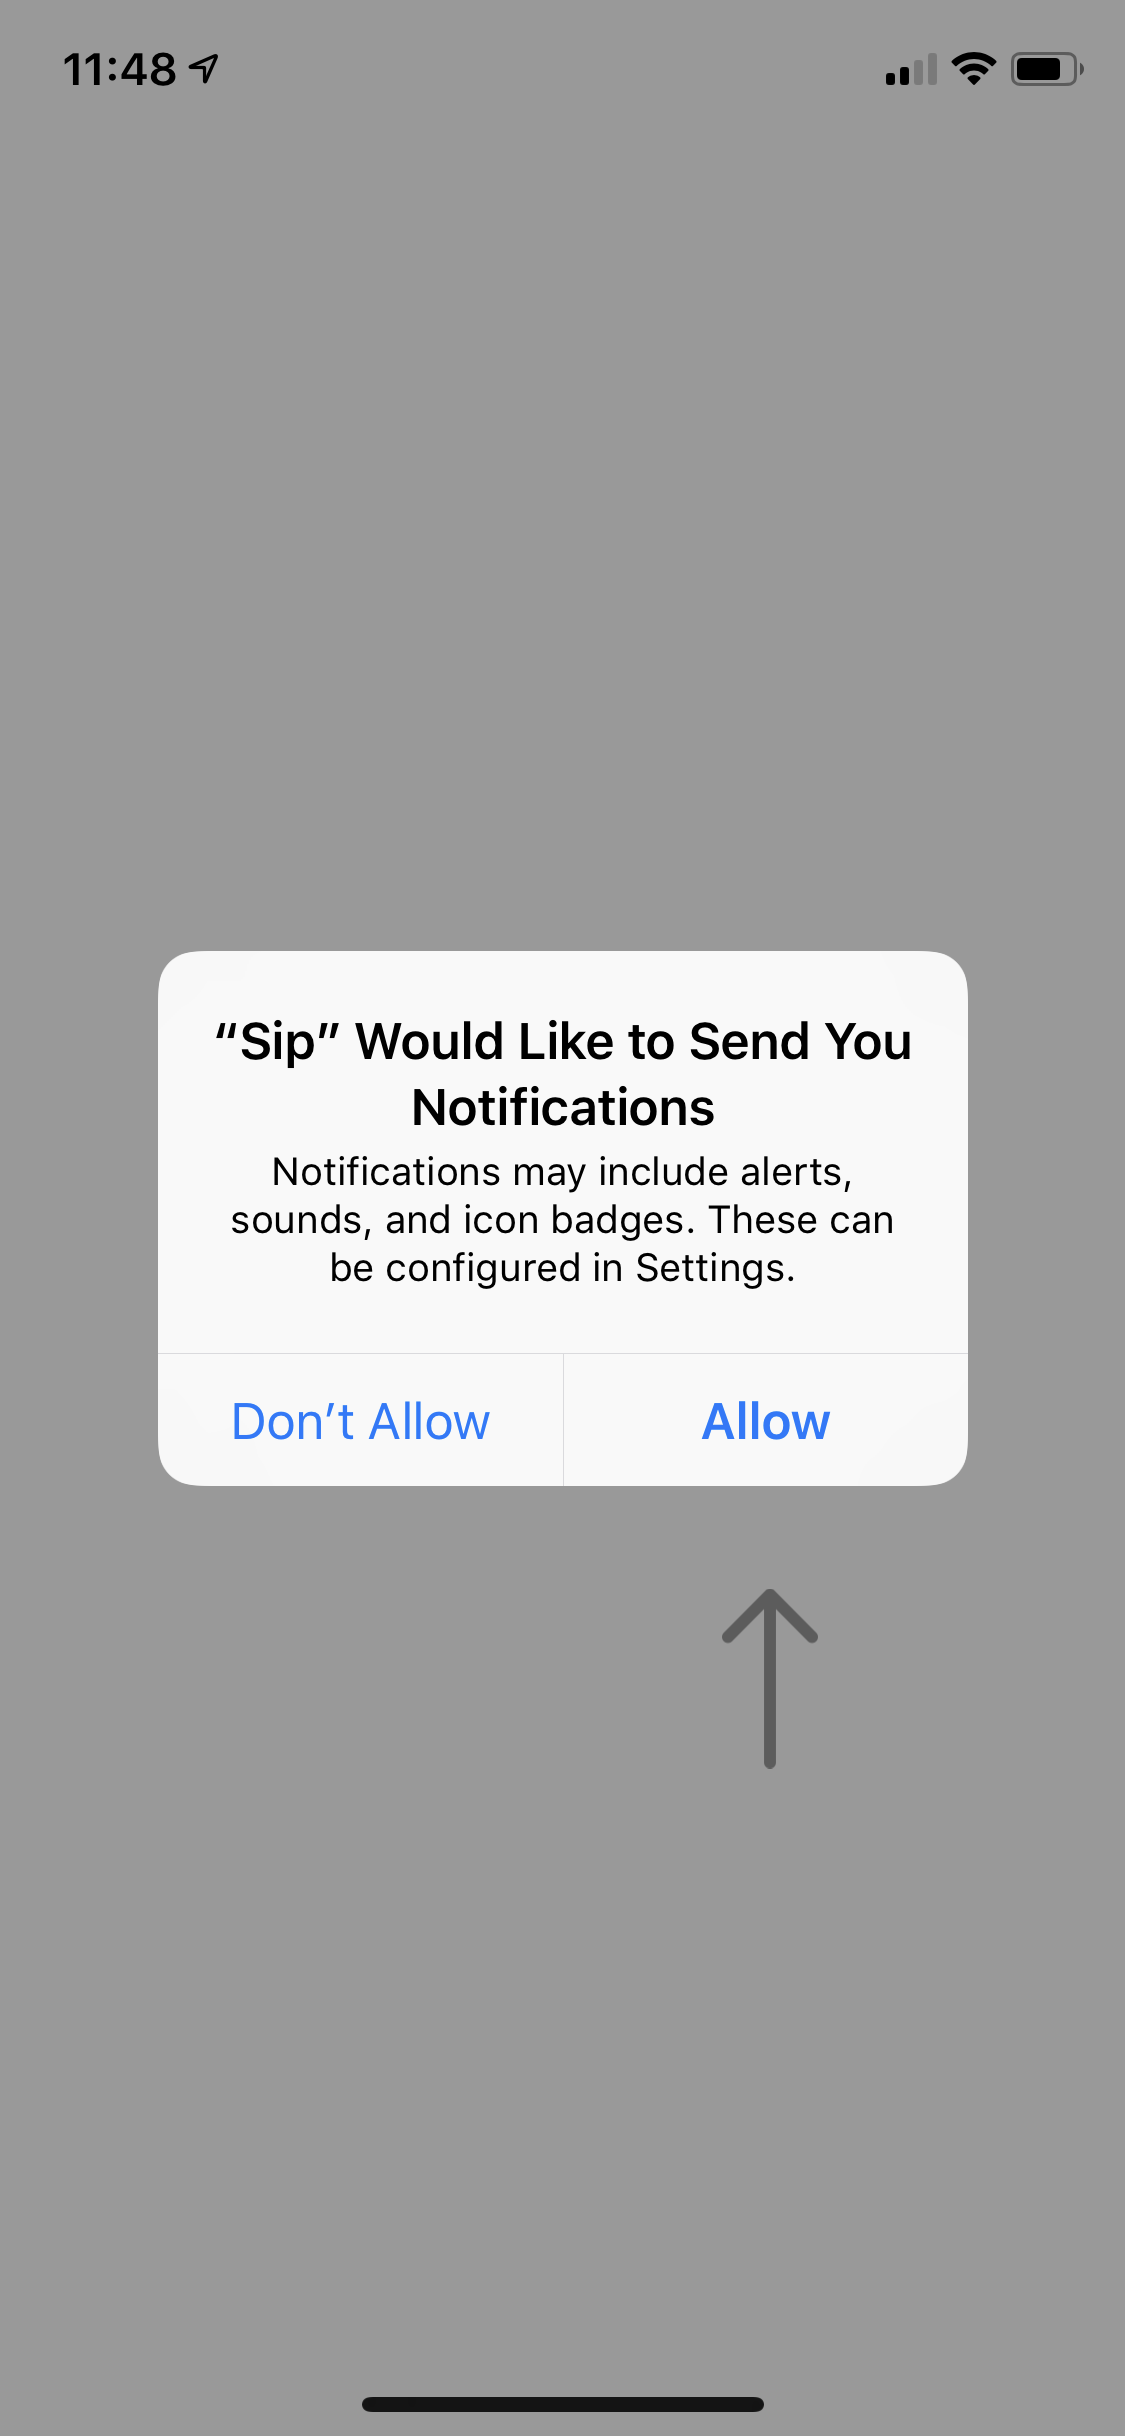 11:48
“Sip” Would Like to Send You
Notifications
Notifications may include alerts,
sounds, and icon badges. These can
be configured in Settings.
Don’t Allow
Allow